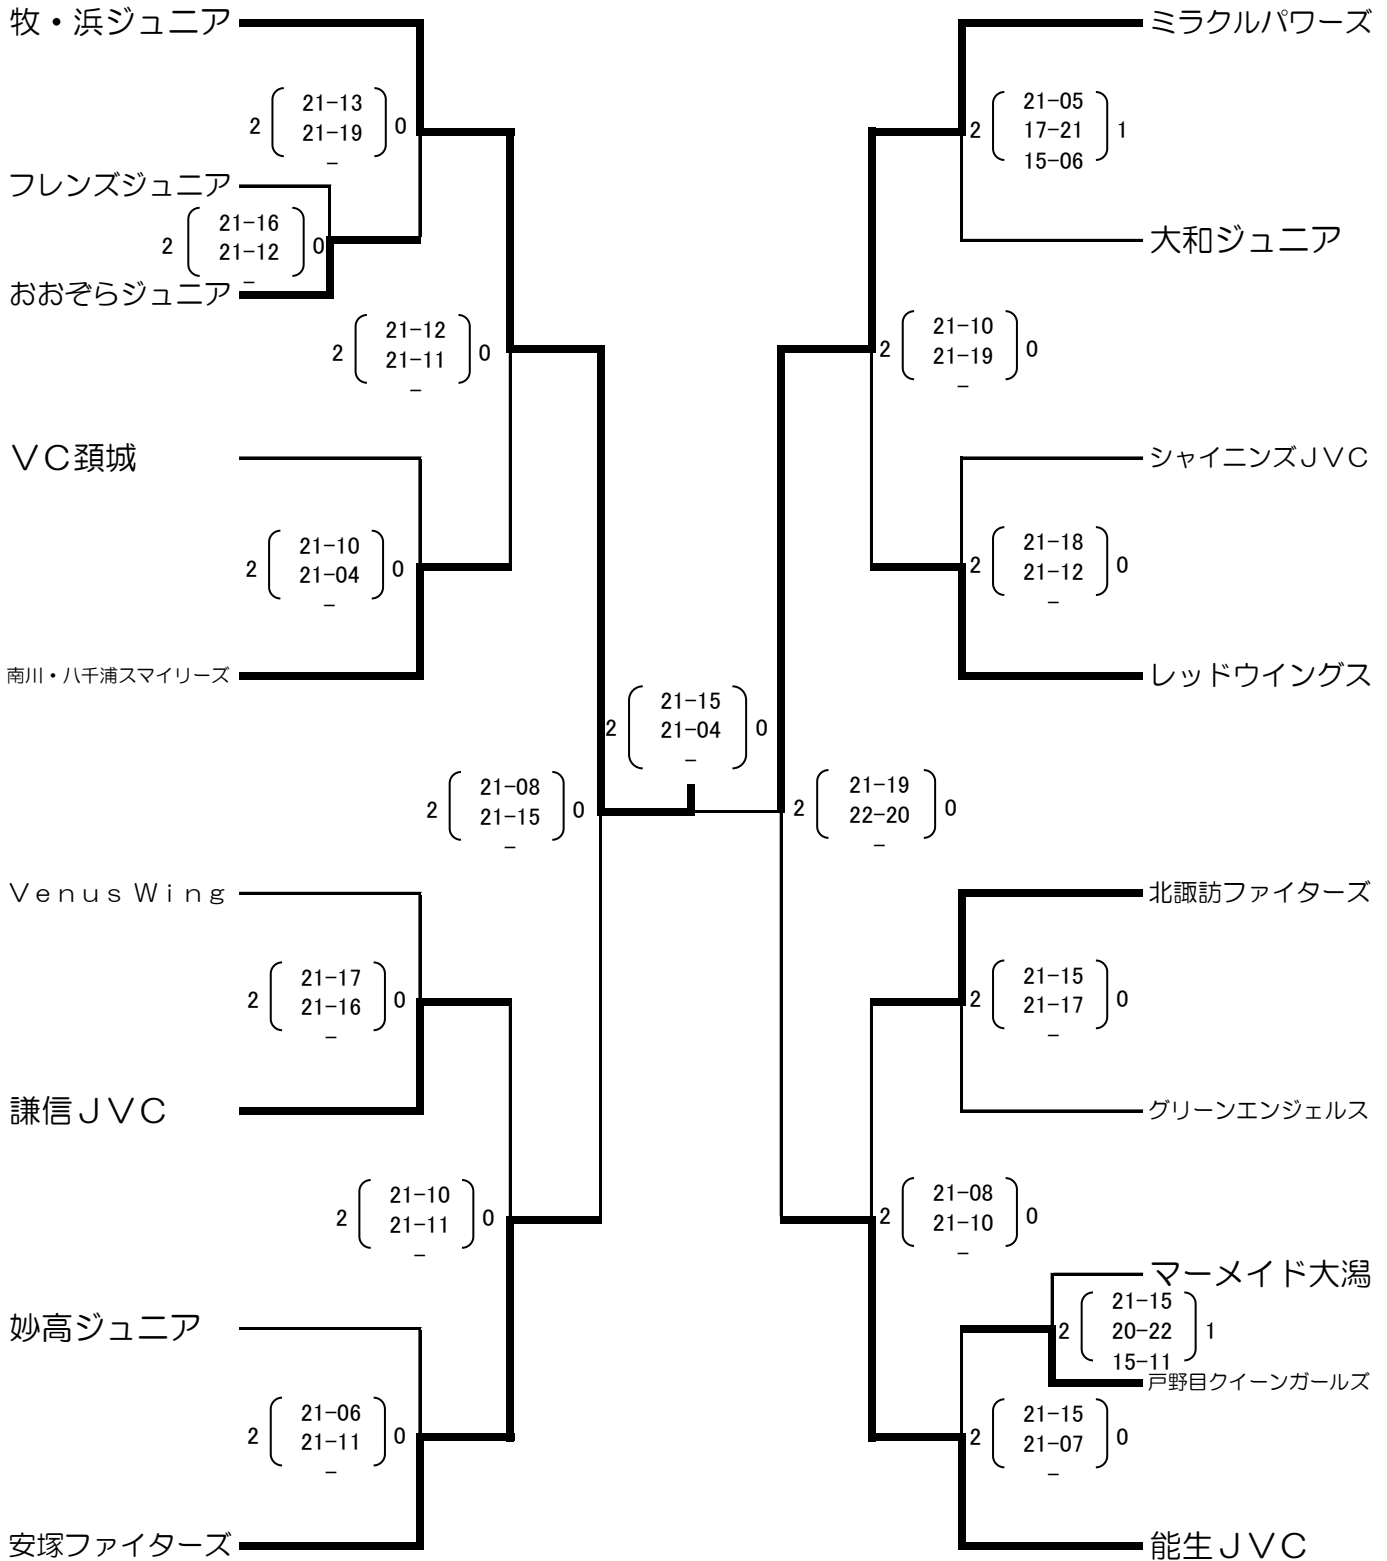 牧・浜ジュニア
21-13
2 21-19 0
-
フレンズジュニア
21-16
2 21-12 0
-
おおぞらジュニア
21-12
2 21-11 0
-
ＶＣ頚城
21-10
2 21-04 0
-
南川・八千浦スマイリーズ
21-08
2 21-15 0
-
Ｖｅｎｕｓ Ｗｉｎｇ
21-17
2 21-16 0
-
謙信ＪＶＣ
21-10
2 21-11 0
-
妙高ジュニア
21-06
2 21-11 0
-
安塚ファイターズ
21-15
2 21-04 0
-
ミラクルパワーズ
21-05
2 17-21 1
15-06
大和ジュニア
21-10
2 21-19 0
-
シャイニンズＪＶＣ
21-18
2 21-12 0
-
レッドウイングス
21-19
2 22-20 0
-
北諏訪ファイターズ
21-15
2 21-17 0
-
グリーンエンジェルス
21-08
2 21-10 0
-
マーメイド大潟
21-15
2 20-22 1
15-11
戸野目クイーンガールズ
21-15
2 21-07 0
-
能生ＪＶＣ